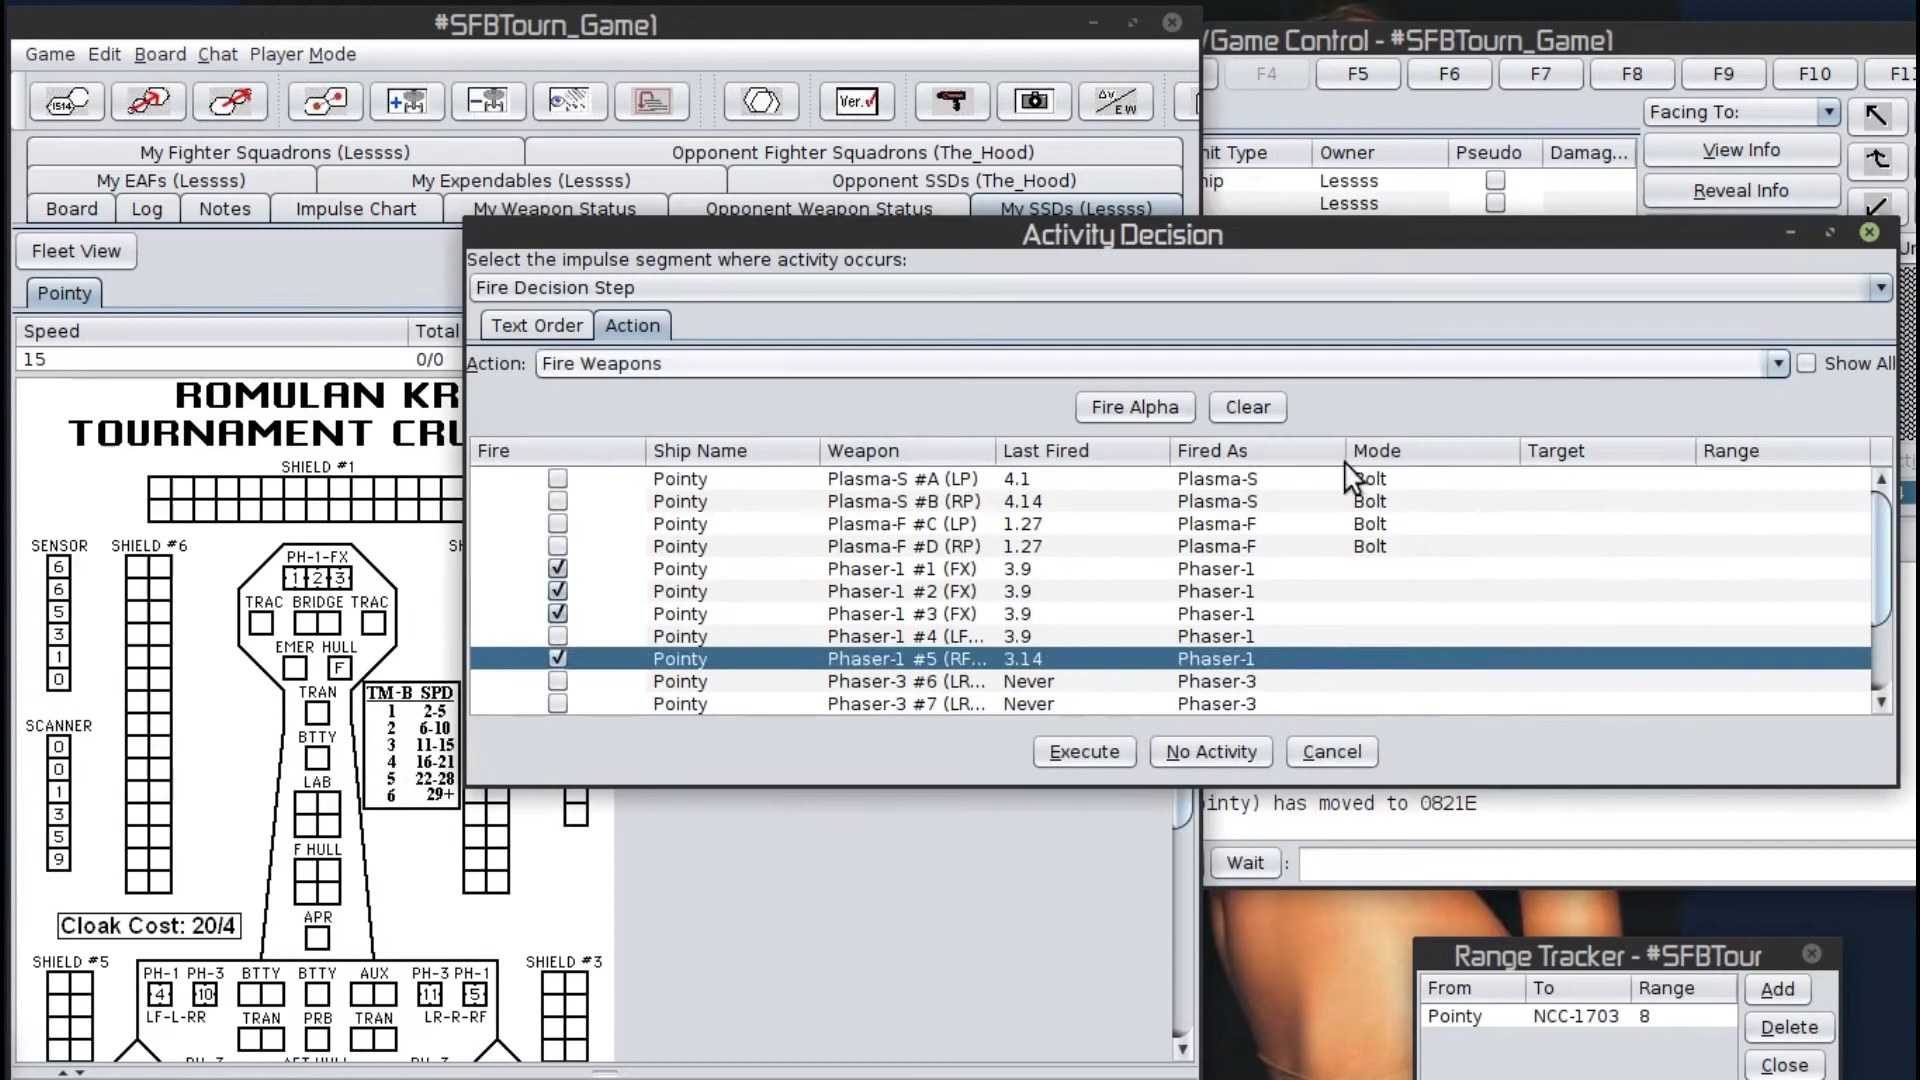 #SFBTourn_Game1
Game Edit Board Chat Player Mode
1514
Ver.
ΔV/EW
My Fighter Squadrons (Lessss) Opponent Fighter Squadrons (The_Hood)
My EAFs (Lessss) My Expendables (Lessss) Opponent SSDs (The_Hood)
Board Log Notes Impulse Chart My Weapon Status Opponent Weapon Status My SSDs (Lessss)
Fleet View
Pointy
Speed Total
15 0/0
ROMULAN KR
TOURNAMENT CRU
SHIELD #1
SENSOR SHIELD #6
6
6
5
3
1
0
SCANNER
0
0
1
3
5
9
PH-1-FX
1 2 3
TRAC BRIDGE TRAC
EMER HULL
F
TRAN
BTTY
LAB
F HULL
APR
TM-B SPD
1 2-5
2 6-10
3 11-15
4 16-21
5 22-28
6 29+
Cloak Cost: 20/4
SHIELD #5 SHIELD #3
PH-1 PH-3 BTTY BTTY AUX PH-3 PH-1
4 10 11 5
LF-L-RR LR-R-RF
TRAN PRB TRAN
/Game Control - #SFBTourn_Game1
F4 F5 F6 F7 F8 F9 F10 F11
Facing To:
View Info
Reveal Info
nit Type Owner Pseudo Damag...
hip Lessss
Lessss
Activity Decision
Select the impulse segment where activity occurs:
Fire Decision Step
Text Order Action
Action: Fire Weapons Show All
Fire Alpha Clear
Fire Ship Name Weapon Last Fired Fired As Mode Target Range
Pointy Plasma-S #A (LP) 4.1 Plasma-S Bolt
Pointy Plasma-S #B (RP) 4.14 Plasma-S Bolt
Pointy Plasma-F #C (LP) 1.27 Plasma-F Bolt
Pointy Plasma-F #D (RP) 1.27 Plasma-F Bolt
Pointy Phaser-1 #1 (FX) 3.9 Phaser-1
Pointy Phaser-1 #2 (FX) 3.9 Phaser-1
Pointy Phaser-1 #3 (FX) 3.9 Phaser-1
Pointy Phaser-1 #4 (LF... 3.9 Phaser-1
Pointy Phaser-1 #5 (RF... 3.14 Phaser-1
Pointy Phaser-3 #6 (LR... Never Phaser-3
Pointy Phaser-3 #7 (LR... Never Phaser-3
Execute No Activity Cancel
ointy) has moved to 0821E
Wait :
Range Tracker - #SFBTour
From To Range
Pointy NCC-1703 8
Add
Delete
Close